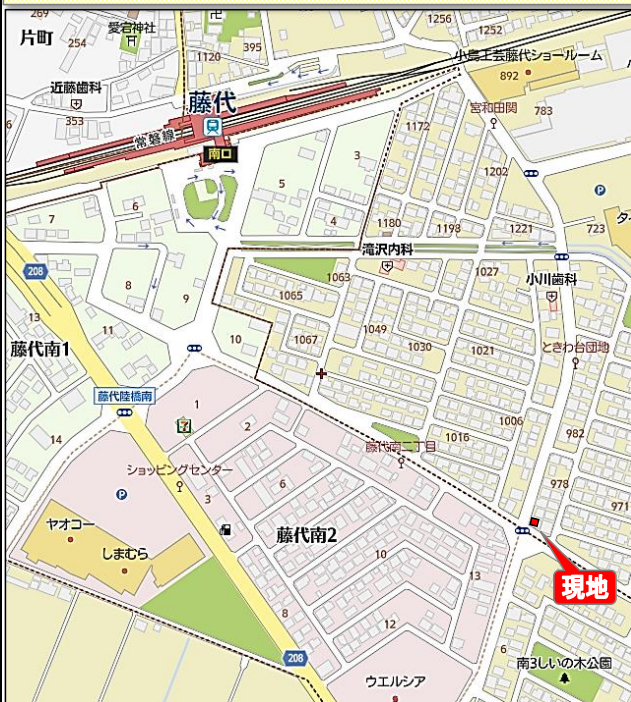 269
片町
254
愛宕神社
1120
395
1256
1252
小島工芸藤代ショールーム
892
近藤歯科
353
藤代
常磐線
南口
宮和田関
783
1172
1202
3
5
4
7
6
1180
1198
1221
723
P
208
滝沢内科
1063
1027
小川歯科
8
9
1065
13
11
10
1067
1049
1030
1021
ときわ台団地
藤代南1
藤代陸橋南
1
2
1016
1006
982
14
藤代南二丁目
ショッピングセンター
978
971
P
3
6
ヤオコー
しまむら
藤代南2
10
13
現地
8
12
6
208
ウエルシア
南3しいの木公園